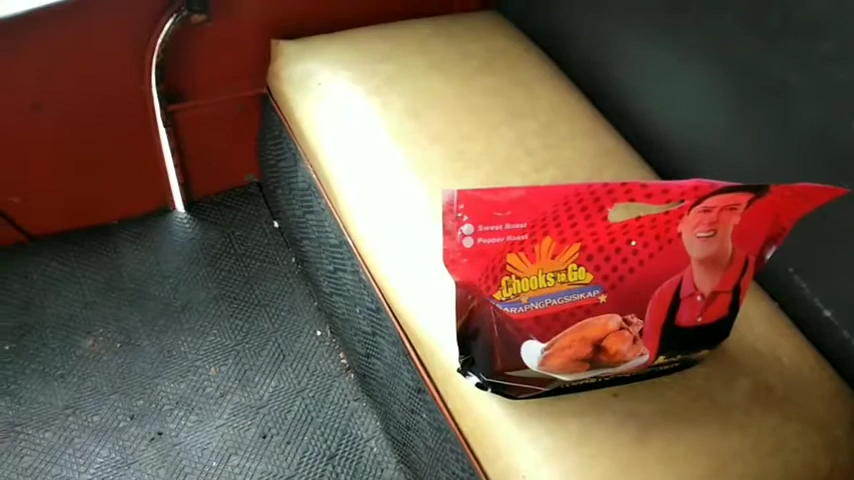 Sweet Roast
Pepper Roast
Chooks to Go
SARAPNGPAGSISIKAP